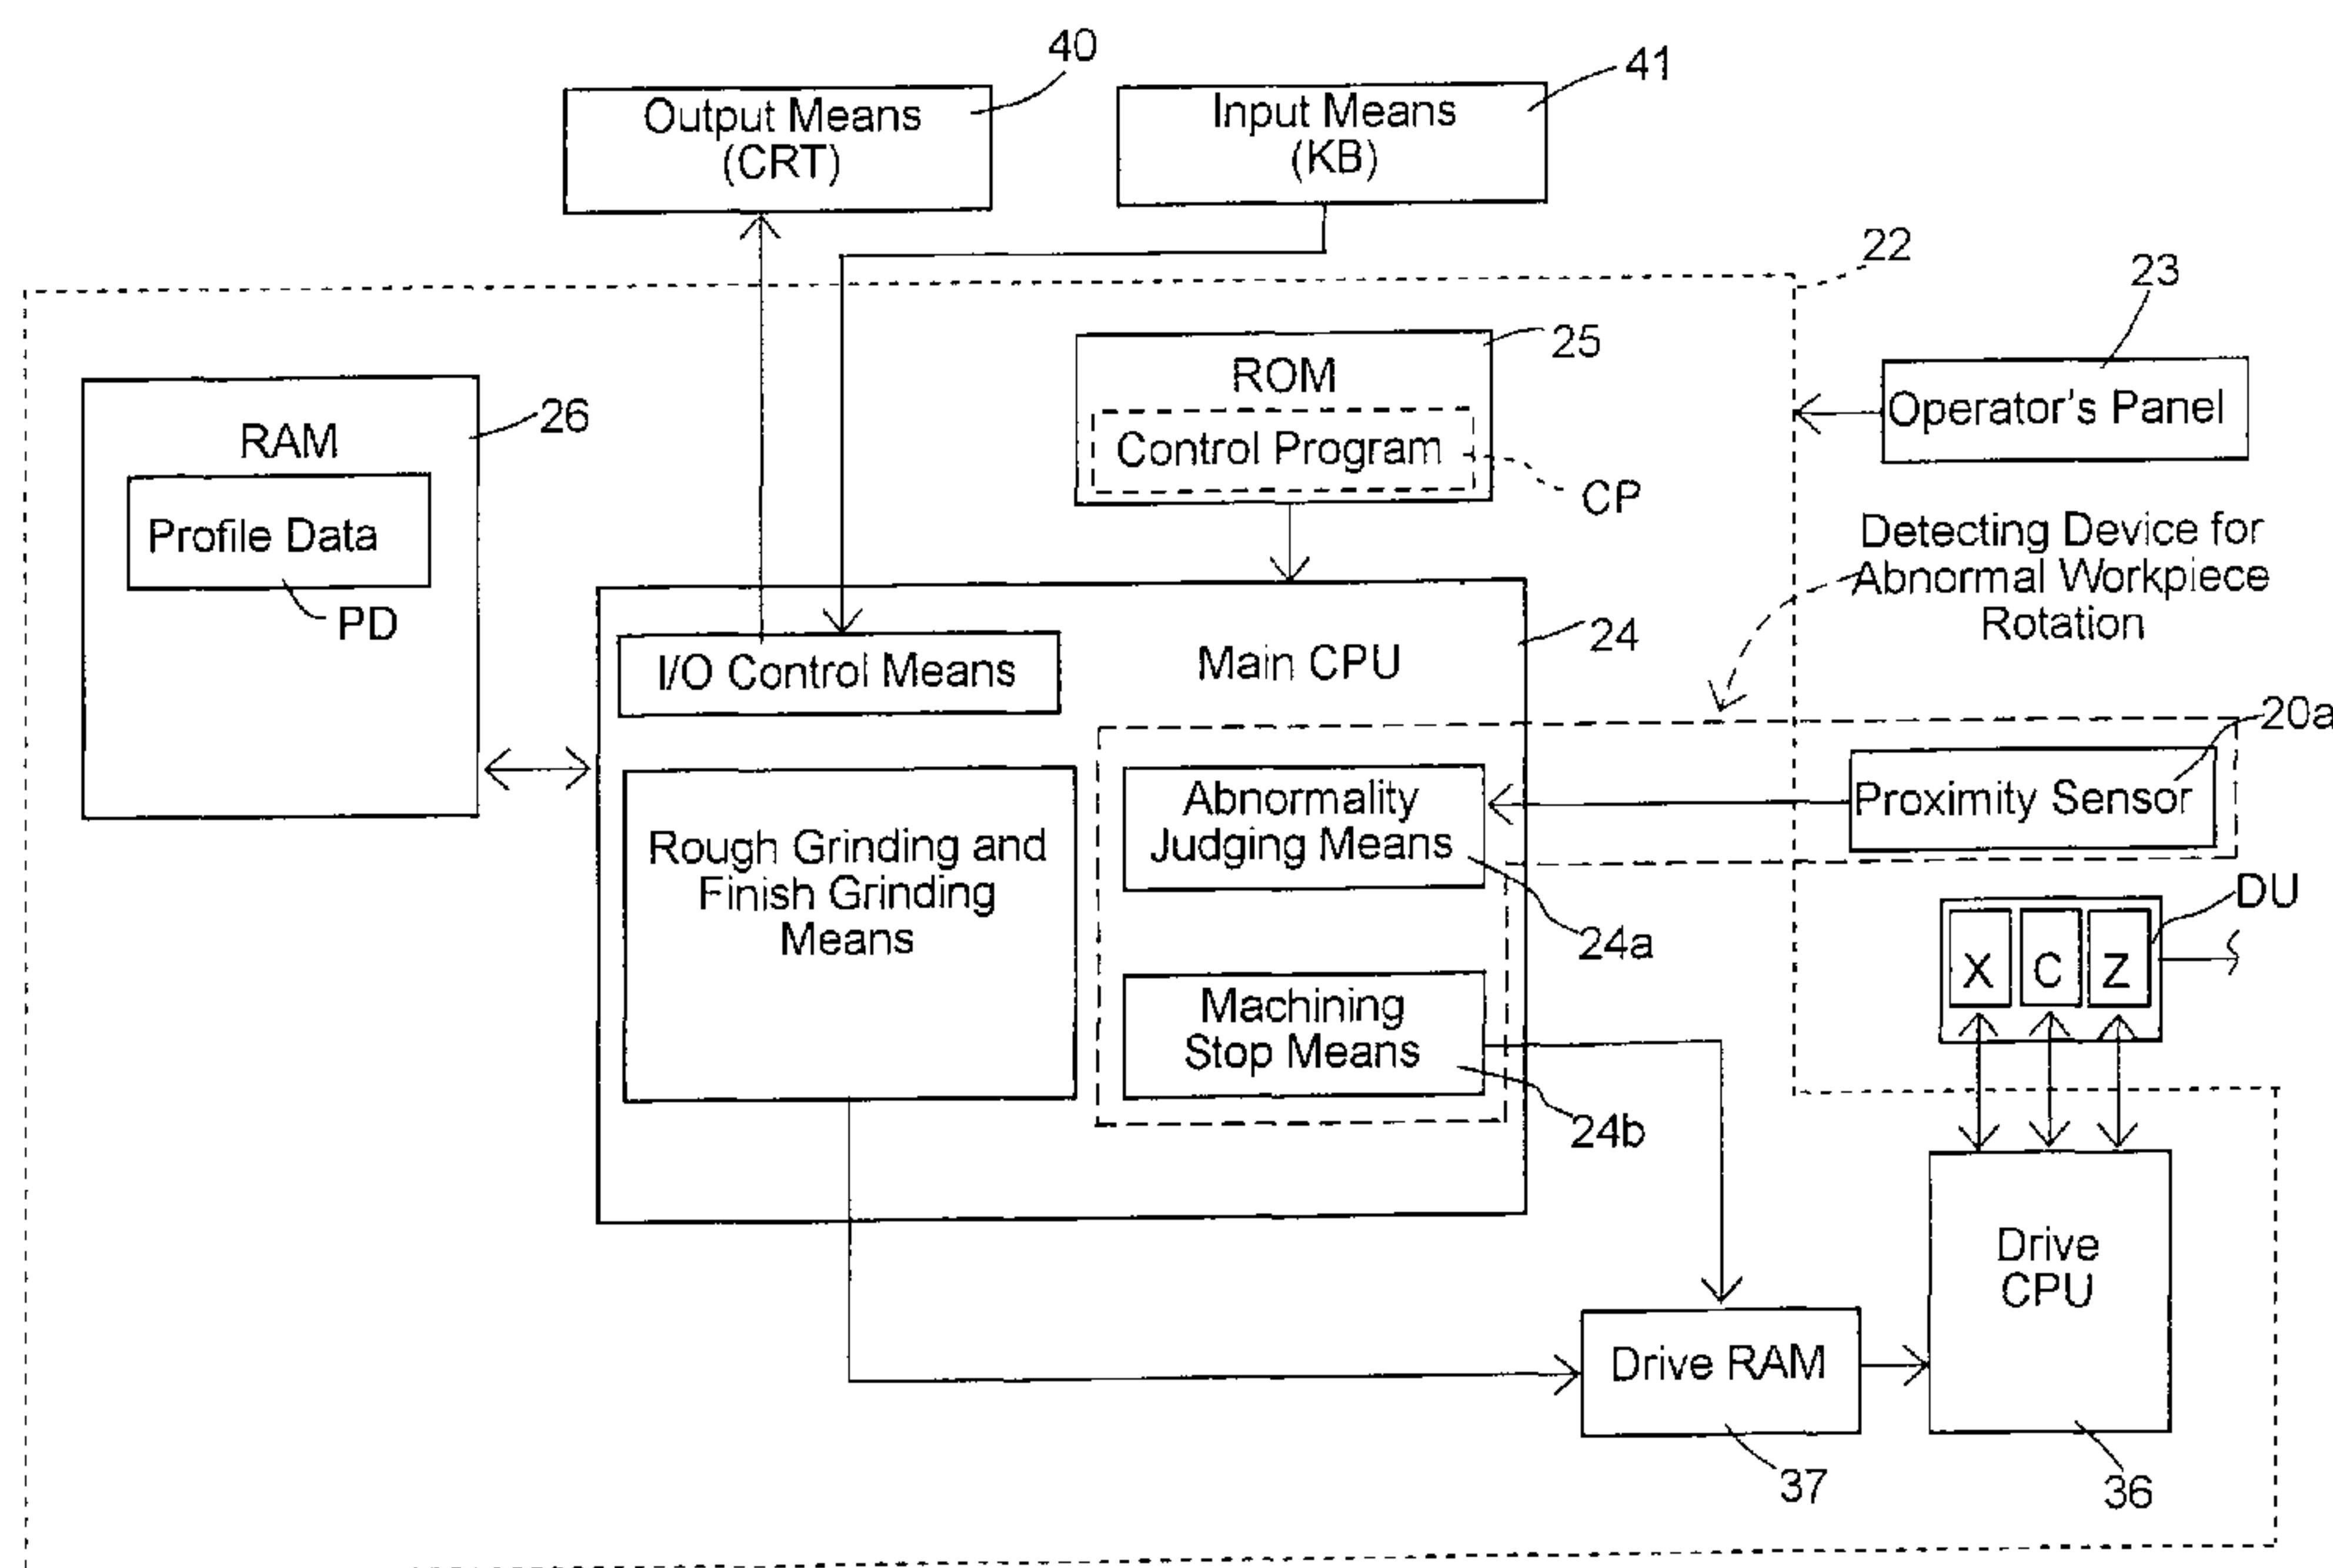 40
41
Output Means
(CRT)
Input Means
(KB)
22
23
25
ROM
Control Program
CP
Operator's Panel
26
RAM
Profile Data
PD
Detecting Device for
Abnormal Workpiece
Rotation
24
I/O Control Means
Main CPU
20a
Proximity Sensor
Abnormality
Judging Means
24a
Rough Grinding and
Finish Grinding
Means
DU
X C Z
Machining
Stop Means
24b
Drive
CPU
Drive RAM
37
36